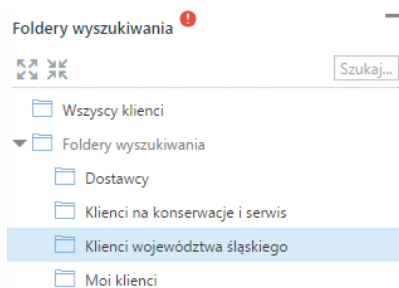 Foldery wyszukiwania
Szukaj...
Wszyscy klienci
Foldery wyszukiwania
Dostawcy
Klienci na konserwacje i serwis
Klienci województwa śląskiego
Moi klienci